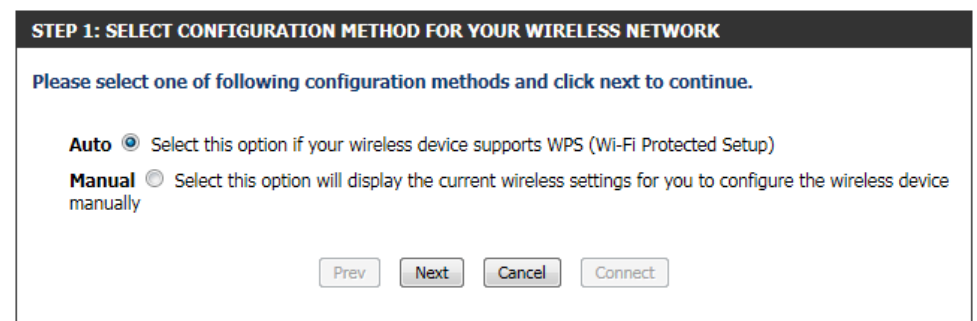 STEP 1: SELECT CONFIGURATION METHOD FOR YOUR WIRELESS NETWORK
Please select one of following configuration methods and click next to continue.
Auto Select this option if your wireless device supports WPS (Wi-Fi Protected Setup)
Manual Select this option will display the current wireless settings for you to configure the wireless device
manually
Prev Next Cancel Connect